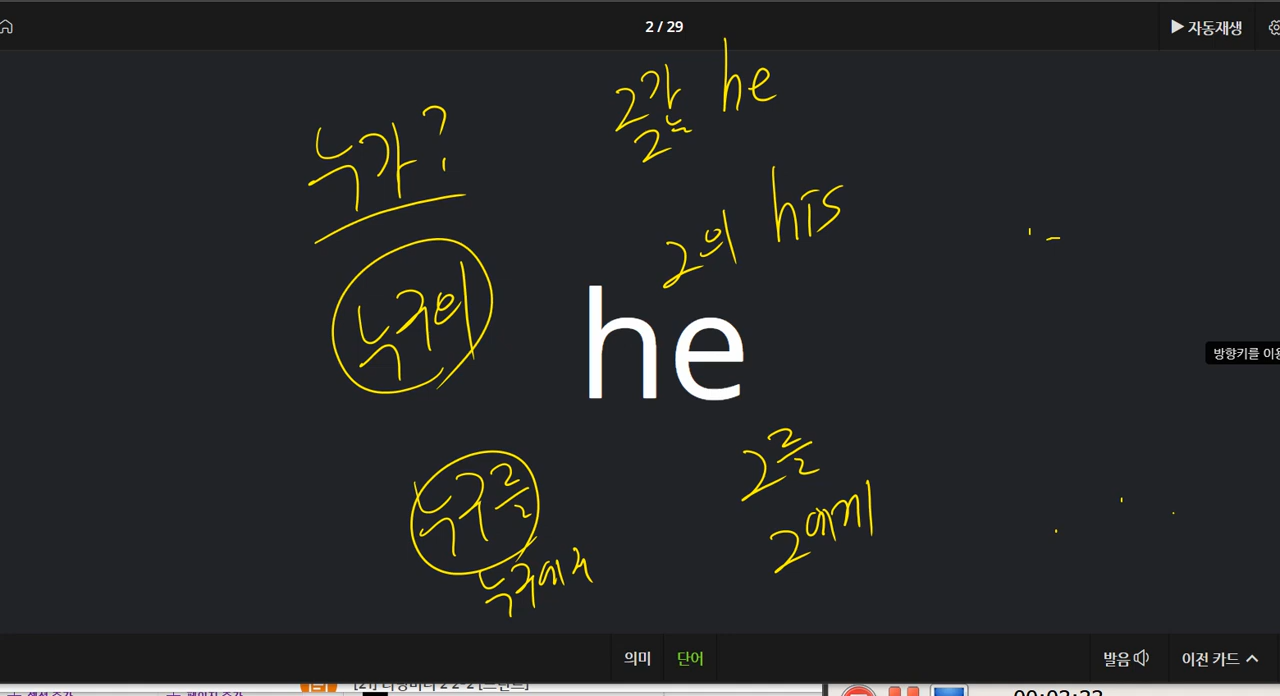 2 / 29
▶ 자동재생
누가?
그가 he
그는
그의 his
누구의
he
방향키를 이용
그를
그에게
누구를
누구에게
의미
단어
발음
이전 카드